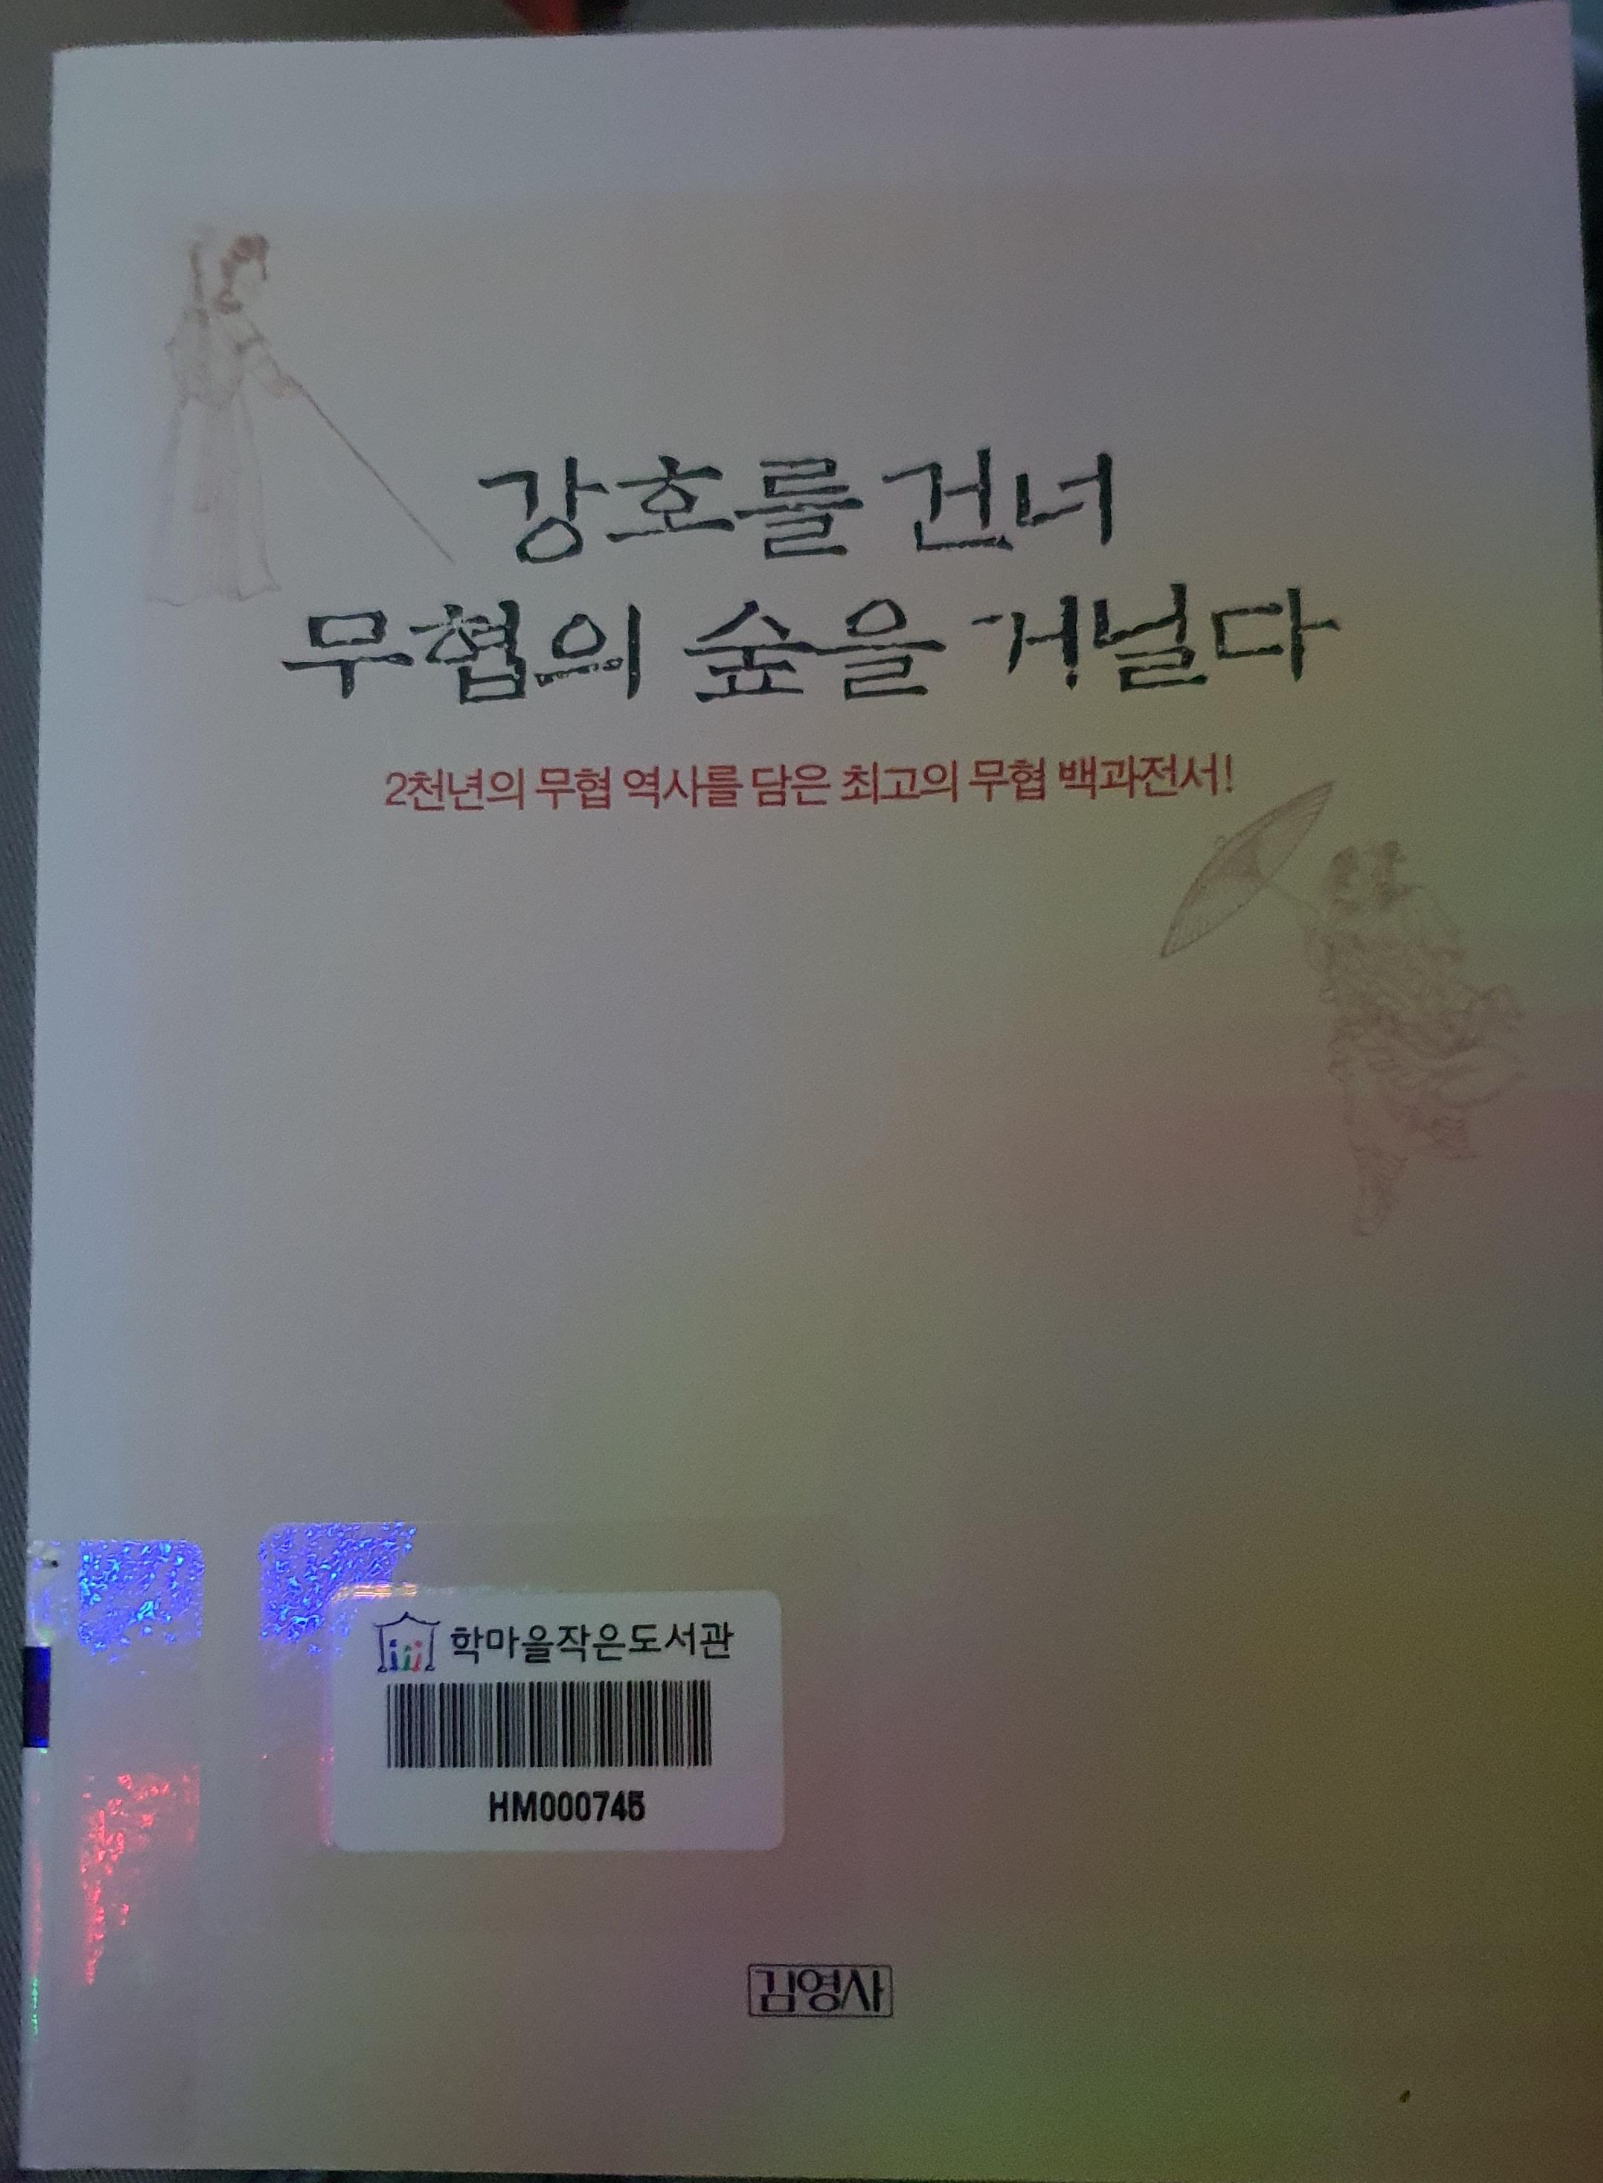 강호를 건너
무협의 숲을 거닐다
2천년의 무협 역사를 담은 최고의 무협 백과전서!
학마을작은도서관
HM000745
김영사